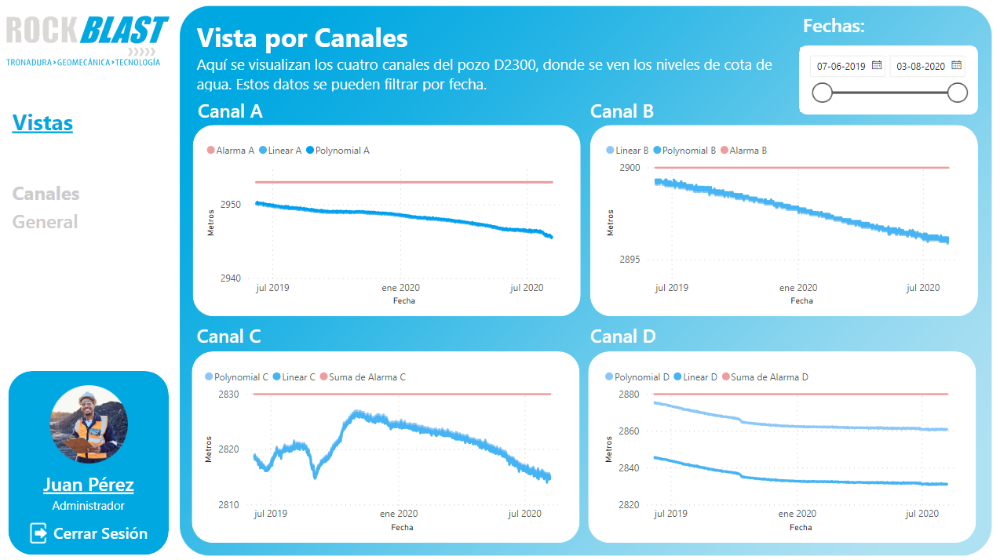 ROCKBLAST
TRONADURA>GEOMECÁNICA>TECNOLOGÍA
Vistas
Canales
General
Juan Pérez
Administrador
Cerrar Sesión
Vista por Canales
Aquí se visualizan los cuatro canales del pozo D2300, donde se ven los niveles de cota de
agua. Estos datos se pueden filtrar por fecha.
Fechas:
07-06-2019 03-08-2020
Canal A
Alarma A Linear A Polynomial A
Metros
2950
2940
jul 2019 ene 2020 jul 2020
Fecha
Canal B
Linear B Polynomial B Alarma B
Metros
2900
2895
jul 2019 ene 2020 jul 2020
Fecha
Canal C
Polynomial C Linear C Suma de Alarma C
Metros
2830
2820
2810
jul 2019 ene 2020 jul 2020
Fecha
Canal D
Polynomial D Linear D Suma de Alarma D
Metros
2880
2860
2840
2820
jul 2019 ene 2020 jul 2020
Fecha